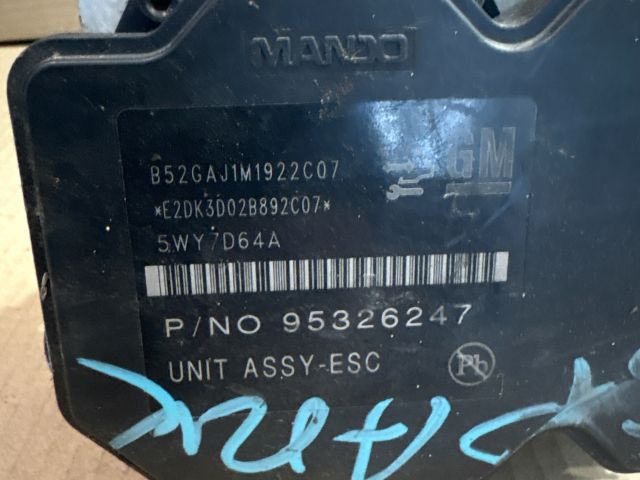 MANDO
GM
B52GAJ1M1922C07
*E2DK3D02B892C07*
5WY7D64A
P/NO 95326247
UNIT ASSY-ESC
Pb